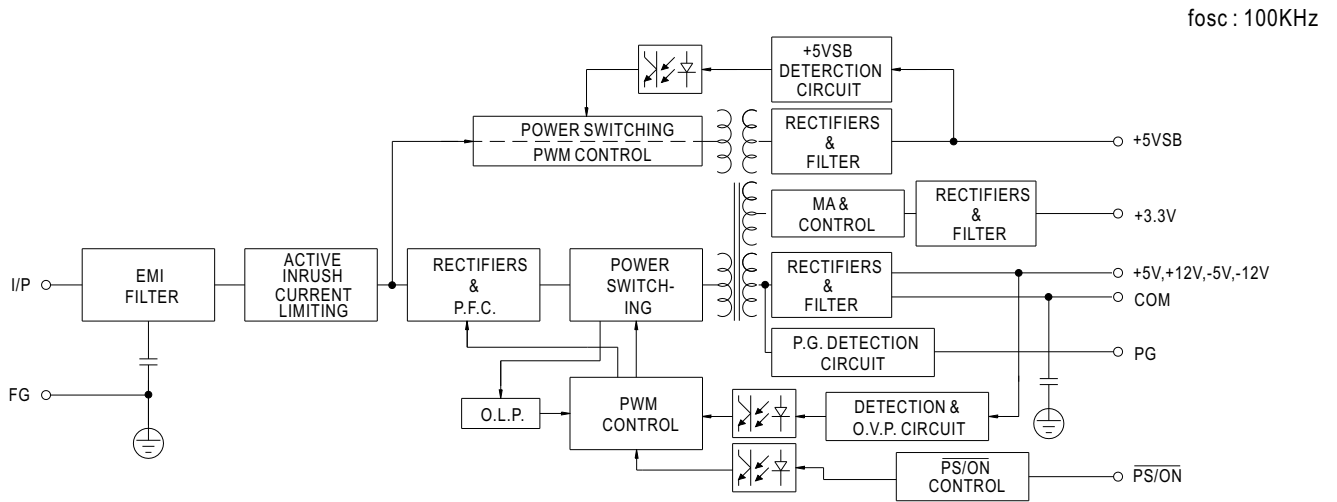 fosc : 100KHz
+5VSB
DETERCTION
CIRCUIT
POWER SWITCHING
PWM CONTROL
RECTIFIERS
&
FILTER
+5VSB
MA &
CONTROL
RECTIFIERS
&
FILTER
+3.3V
I/P
EMI
FILTER
ACTIVE
INRUSH
CURRENT
LIMITING
RECTIFIERS
&
P.F.C.
POWER
SWITCH-
ING
RECTIFIERS
&
FILTER
+5V,+12V,-5V,-12V
COM
P.G. DETECTION
CIRCUIT
PG
FG
O.L.P.
PWM
CONTROL
DETECTION &
O.V.P. CIRCUIT
PS/ON
CONTROL
PS/ON